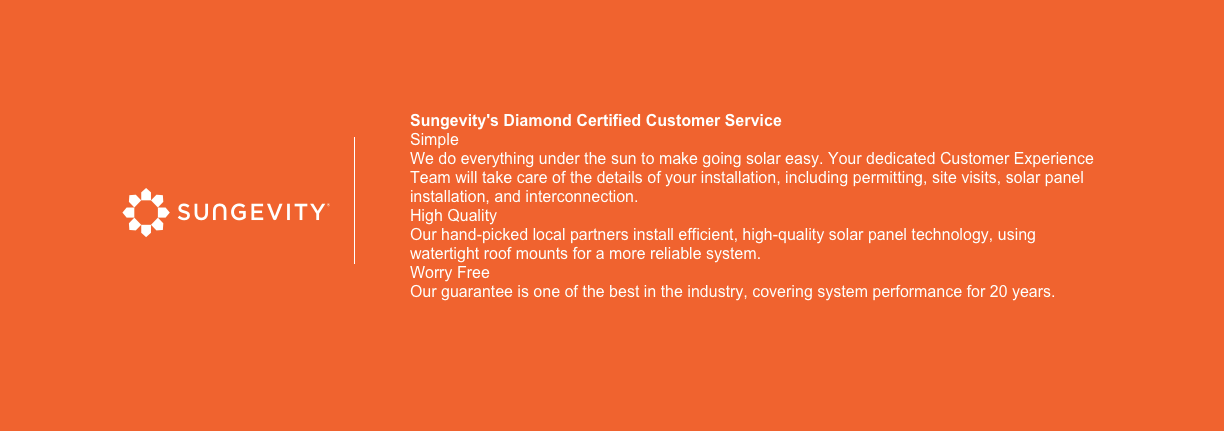 SUNGEVITY
Sungevity's Diamond Certified Customer Service
Simple
We do everything under the sun to make going solar easy. Your dedicated Customer Experience
Team will take care of the details of your installation, including permitting, site visits, solar panel
installation, and interconnection.
High Quality
Our hand-picked local partners install efficient, high-quality solar panel technology, using
watertight roof mounts for a more reliable system.
Worry Free
Our guarantee is one of the best in the industry, covering system performance for 20 years.